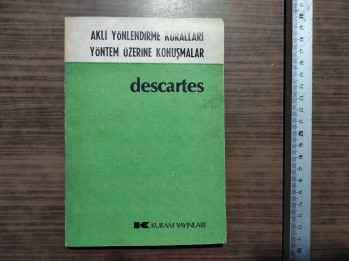 AKLI YÖNLENDİRME KURALLARI
YÖNTEM ÜZERİNE KONUŞMALAR
descartes
KURAM YAYINLARI